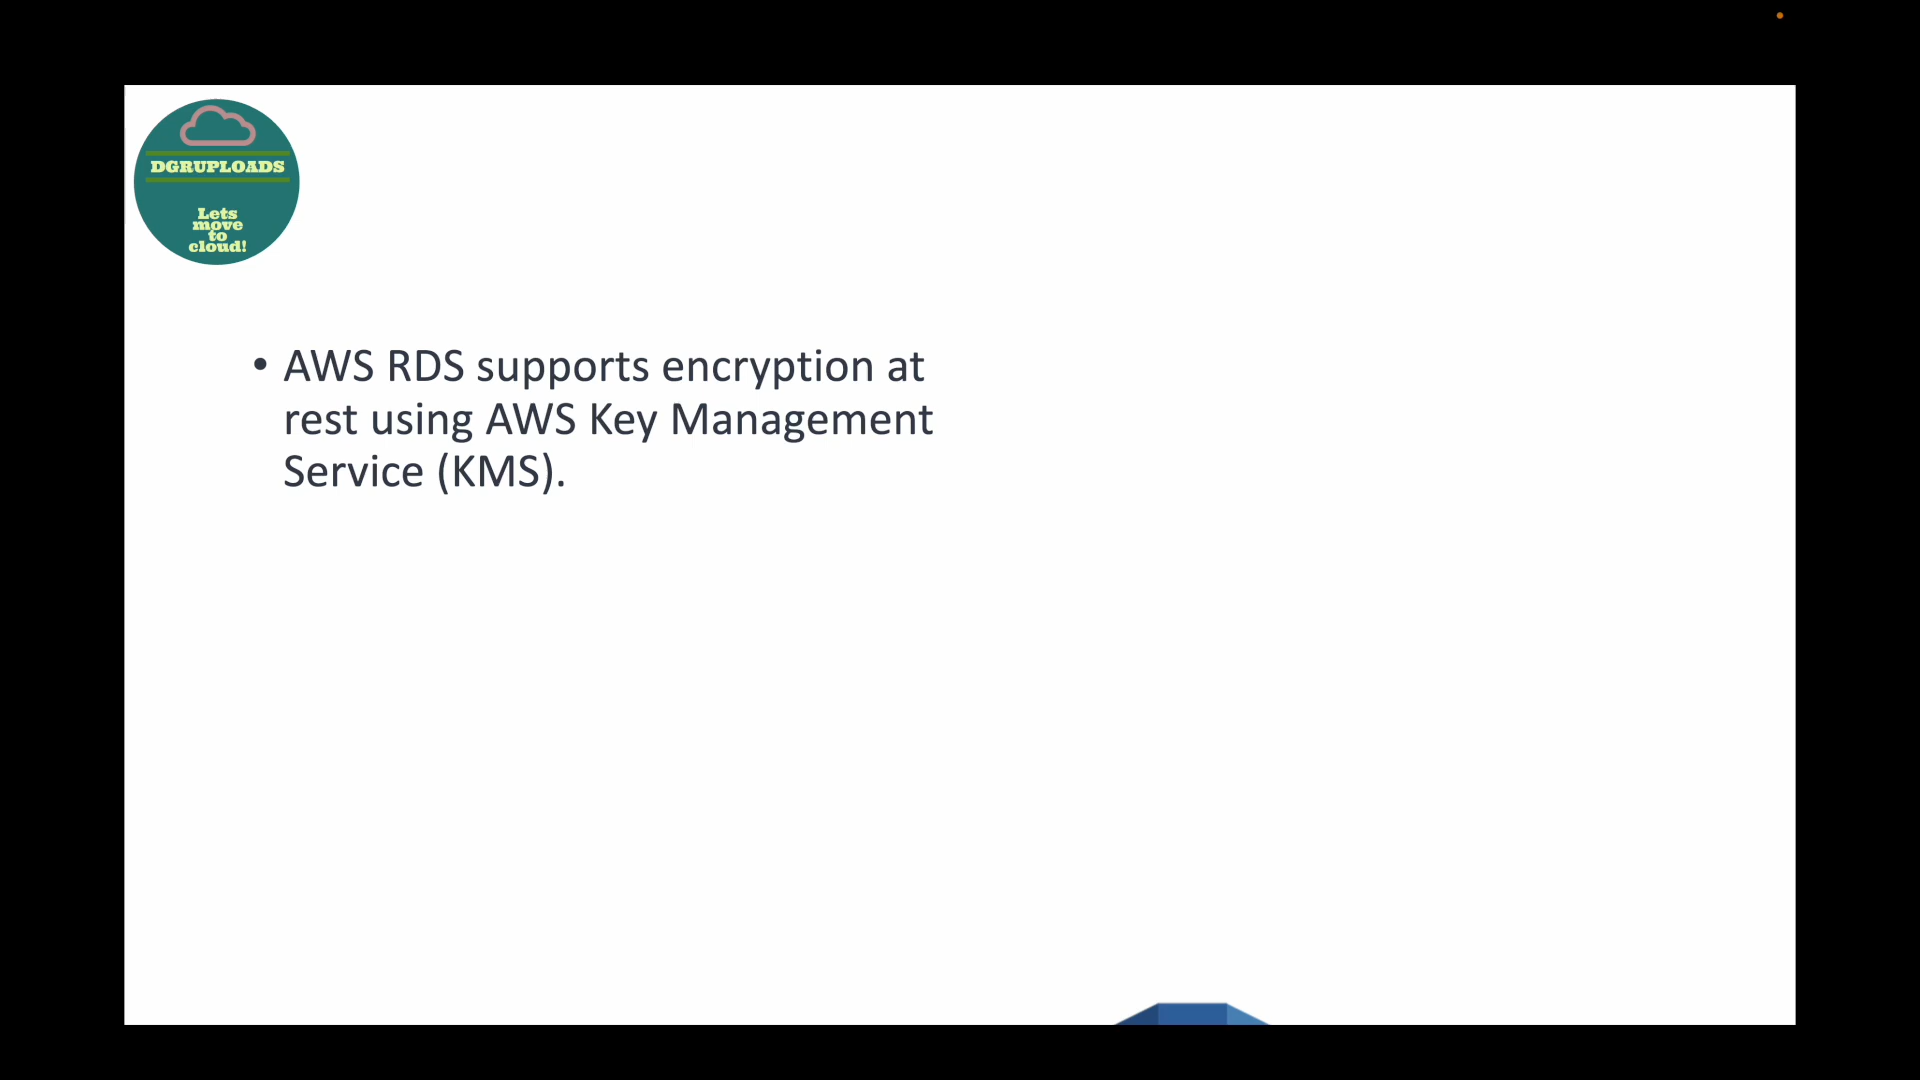 DGRUPLOADS
Lets
move
to
cloud!
• AWS RDS supports encryption at
rest using AWS Key Management
Service (KMS).